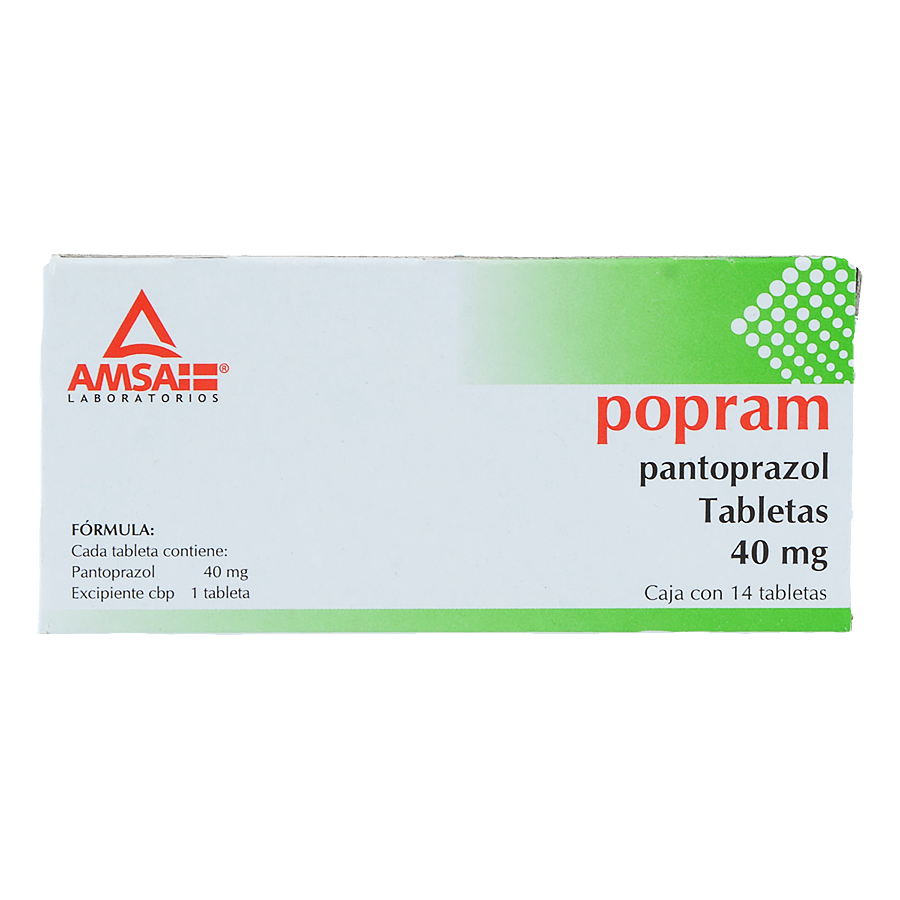 AMSA®
LABORATORIOS
popram
pantoprazol
Tabletas
40 mg
Caja con 14 tabletas
FÓRMULA:
Cada tableta contiene:
Pantoprazol 40 mg
Excipiente cbp 1 tableta